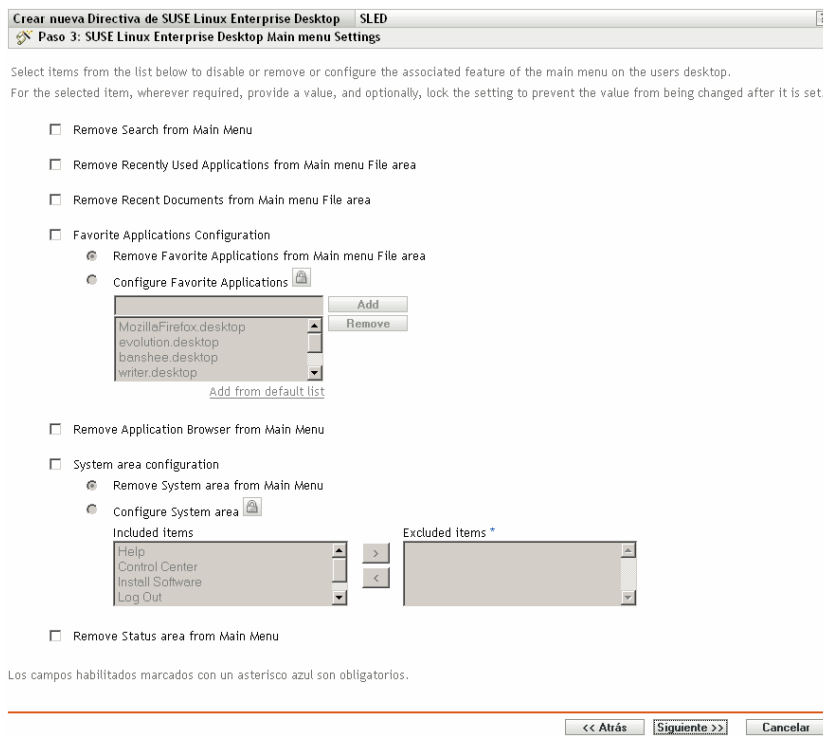 Crear nueva Directiva de SUSE Linux Enterprise Desktop SLED
Paso 3: SUSE Linux Enterprise Desktop Main menu Settings
Select items from the list below to disable or remove or configure the associated feature of the main menu on the users desktop.
For the selected item, wherever required, provide a value, and optionally, lock the setting to prevent the value from being changed after it is set.
Remove Search from Main Menu
Remove Recently Used Applications from Main menu File area
Remove Recent Documents from Main menu File area
Favorite Applications Configuration
Remove Favorite Applications from Main menu File area
Configure Favorite Applications
Add
MozillaFirefox.desktop
evolution.desktop
banshee.desktop
writer.desktop
Remove
Add from default list
Remove Application Browser from Main Menu
System area configuration
Remove System area from Main Menu
Configure System area
Included items
Help
Control Center
Install Software
Log Out
>
<
Excluded items *
Remove Status area from Main Menu
Los campos habilitados marcados con un asterisco azul son obligatorios.
<< Atrás Siguiente >> Cancelar